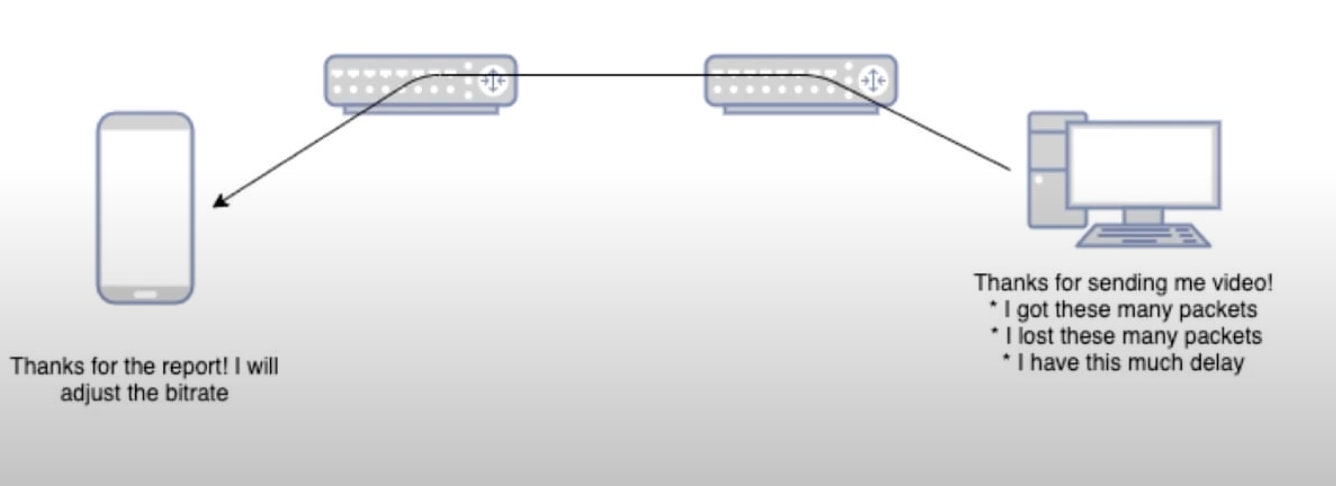 Thanks for the report! I will
adjust the bitrate
Thanks for sending me video!
* I got these many packets
* I lost these many packets
* I have this much delay